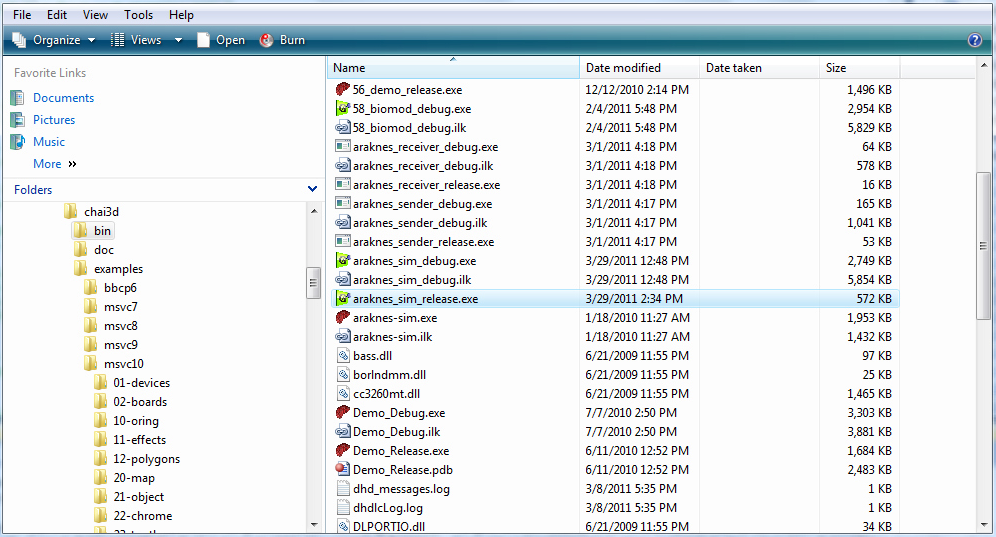 File Edit View Tools Help
Organize Views Open Burn
Favorite Links
Documents
Pictures
Music
More »
Folders
chai3d
bin
doc
examples
bbcp6
msvc7
msvc8
msvc9
msvc10
01-devices
02-boards
10-oring
11-effects
12-polygons
20-map
21-object
22-chrome
Name Date modified Date taken Size
56_demo_release.exe 12/12/2010 2:14 PM 1,496 KB
58_biomod_debug.exe 2/4/2011 5:48 PM 2,954 KB
58_biomod_debug.ilk 2/4/2011 5:48 PM 5,829 KB
araknes_receiver_debug.exe 3/1/2011 4:18 PM 64 KB
araknes_receiver_debug.ilk 3/1/2011 4:18 PM 578 KB
araknes_receiver_release.exe 3/1/2011 4:18 PM 16 KB
araknes_sender_debug.exe 3/1/2011 4:17 PM 165 KB
araknes_sender_debug.ilk 3/1/2011 4:17 PM 1,041 KB
araknes_sender_release.exe 3/1/2011 4:17 PM 53 KB
araknes_sim_debug.exe 3/29/2011 12:48 PM 2,749 KB
araknes_sim_debug.ilk 3/29/2011 12:48 PM 5,854 KB
araknes_sim_release.exe 3/29/2011 2:34 PM 572 KB
araknes-sim.exe 1/18/2010 11:27 AM 1,953 KB
araknes-sim.ilk 1/18/2010 11:27 AM 1,432 KB
bass.dll 6/21/2009 11:55 PM 97 KB
borlndmm.dll 6/21/2009 11:55 PM 25 KB
cc3260mt.dll 6/21/2009 11:55 PM 1,465 KB
Demo_Debug.exe 7/7/2010 2:50 PM 3,303 KB
Demo_Debug.ilk 7/7/2010 2:50 PM 3,881 KB
Demo_Release.exe 6/11/2010 12:52 PM 1,684 KB
Demo_Release.pdb 6/11/2010 12:52 PM 2,483 KB
dhd_messages.log 3/8/2011 5:35 PM 1 KB
dhdlcLog.log 3/8/2011 5:35 PM 1 KB
DLPORTIO.dll 6/21/2009 11:55 PM 34 KB